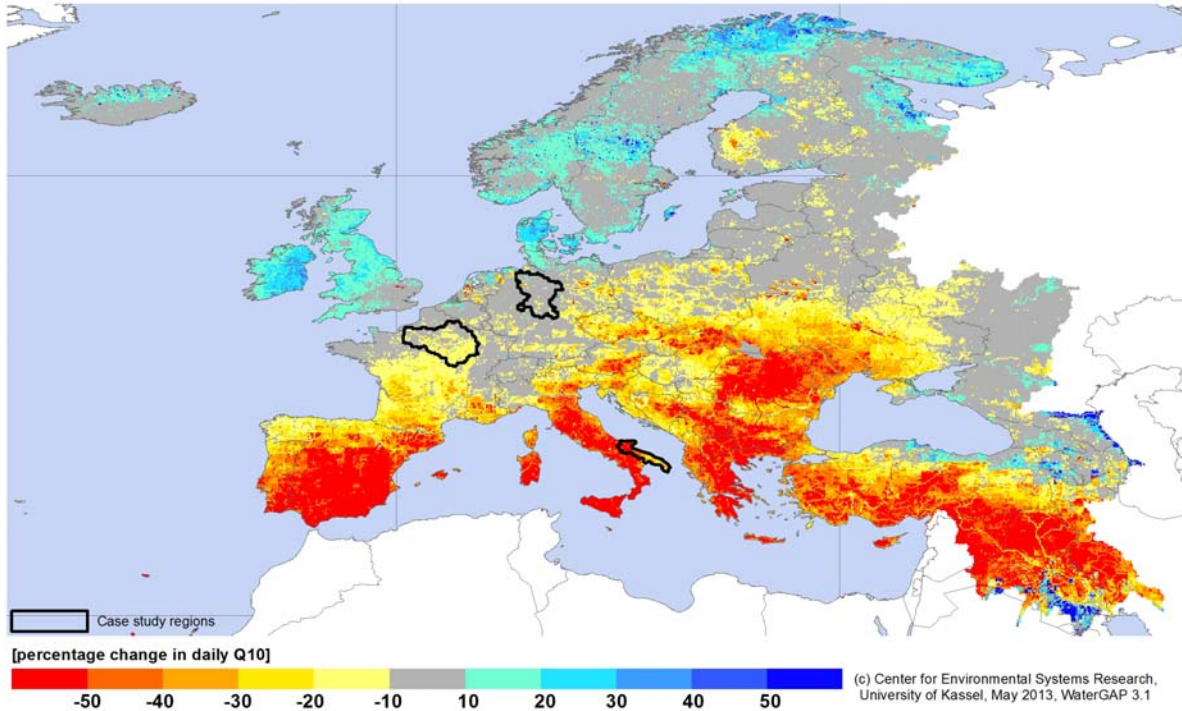 Case study regions
[percentage change in daily Q10]
-50 -40 -30 -20 -10 10 20 30 40 50
(c) Center for Environmental Systems Research,
University of Kassel, May 2013, WaterGAP 3.1